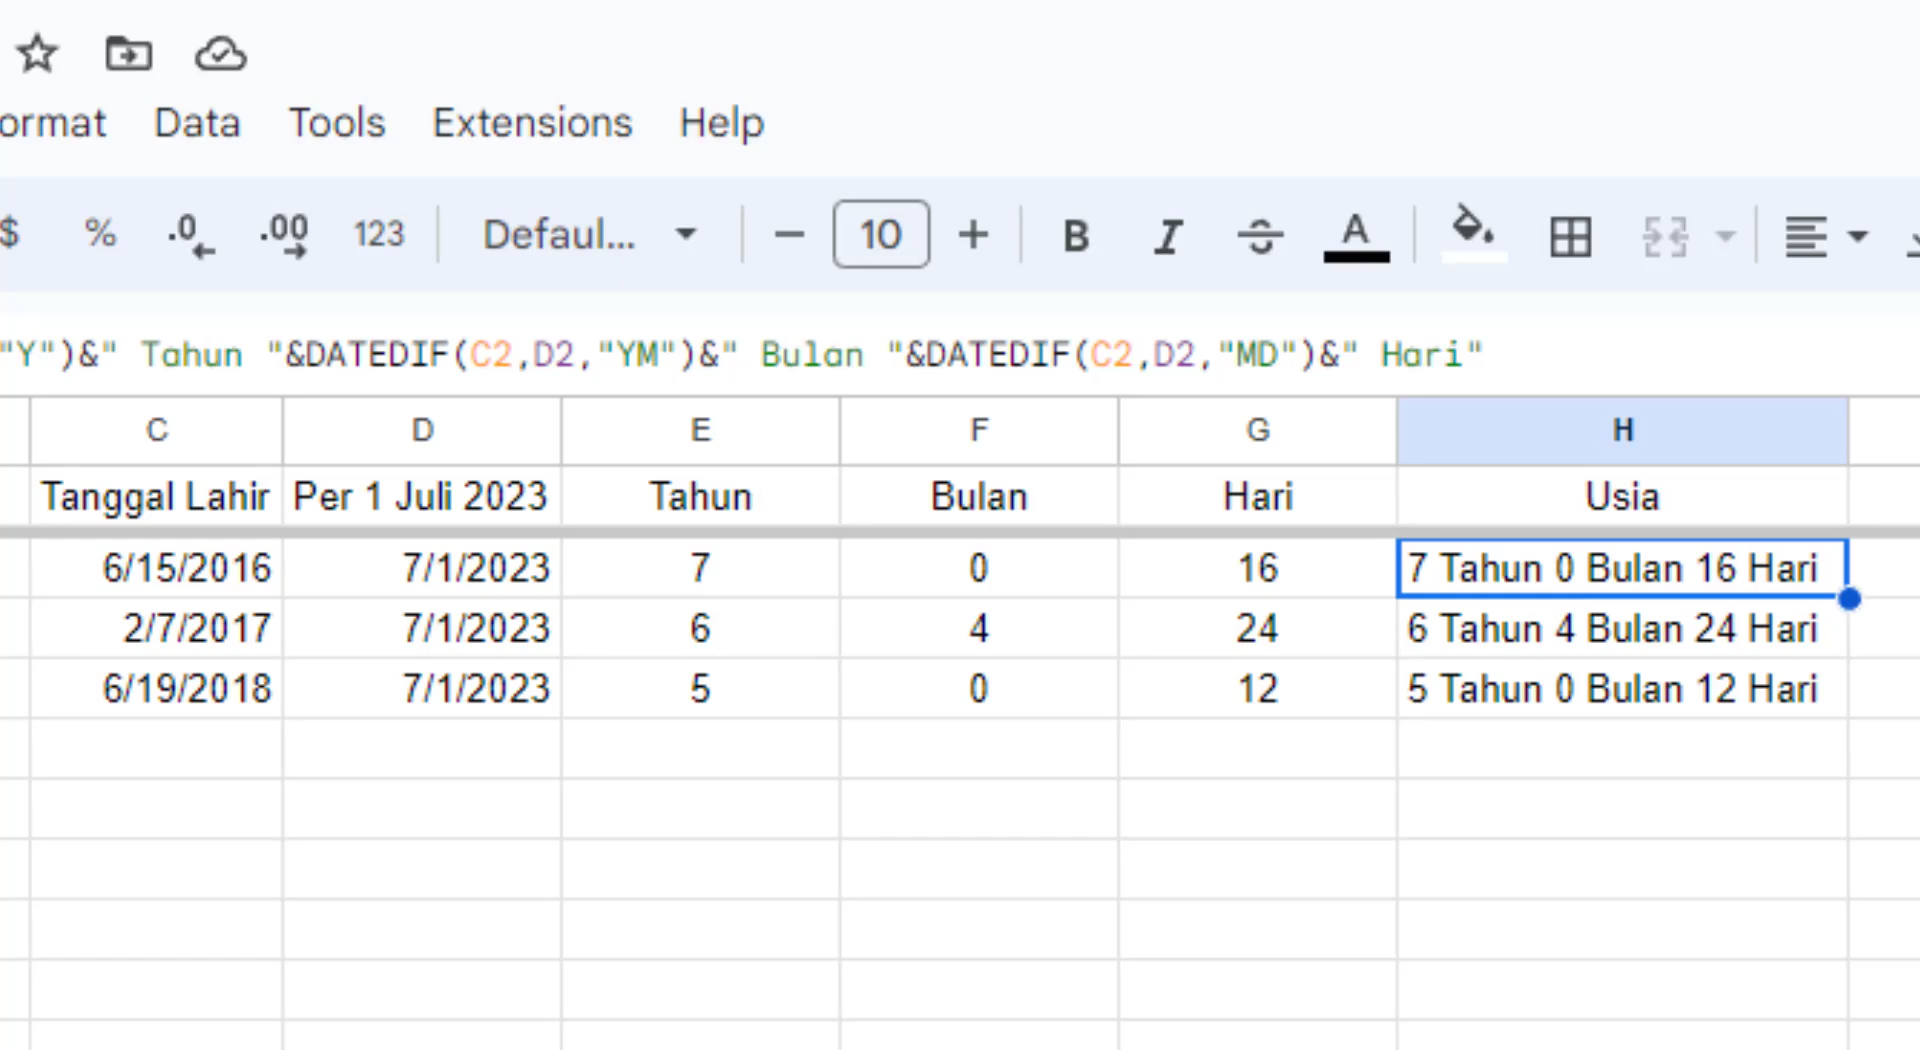 ormat Data Tools Extensions Help
$ % .0 .00 123 Defaul... 10 B I A
"Y")&" Tahun "&DATEDIF(C2,D2,"YM")&" Bulan "&DATEDIF(C2,D2,"MD")&" Hari"
C D E F G H
Tanggal Lahir Per 1 Juli 2023 Tahun Bulan Hari Usia
6/15/2016 7/1/2023 7 0 16 7 Tahun 0 Bulan 16 Hari
2/7/2017 7/1/2023 6 4 24 6 Tahun 4 Bulan 24 Hari
6/19/2018 7/1/2023 5 0 12 5 Tahun 0 Bulan 12 Hari